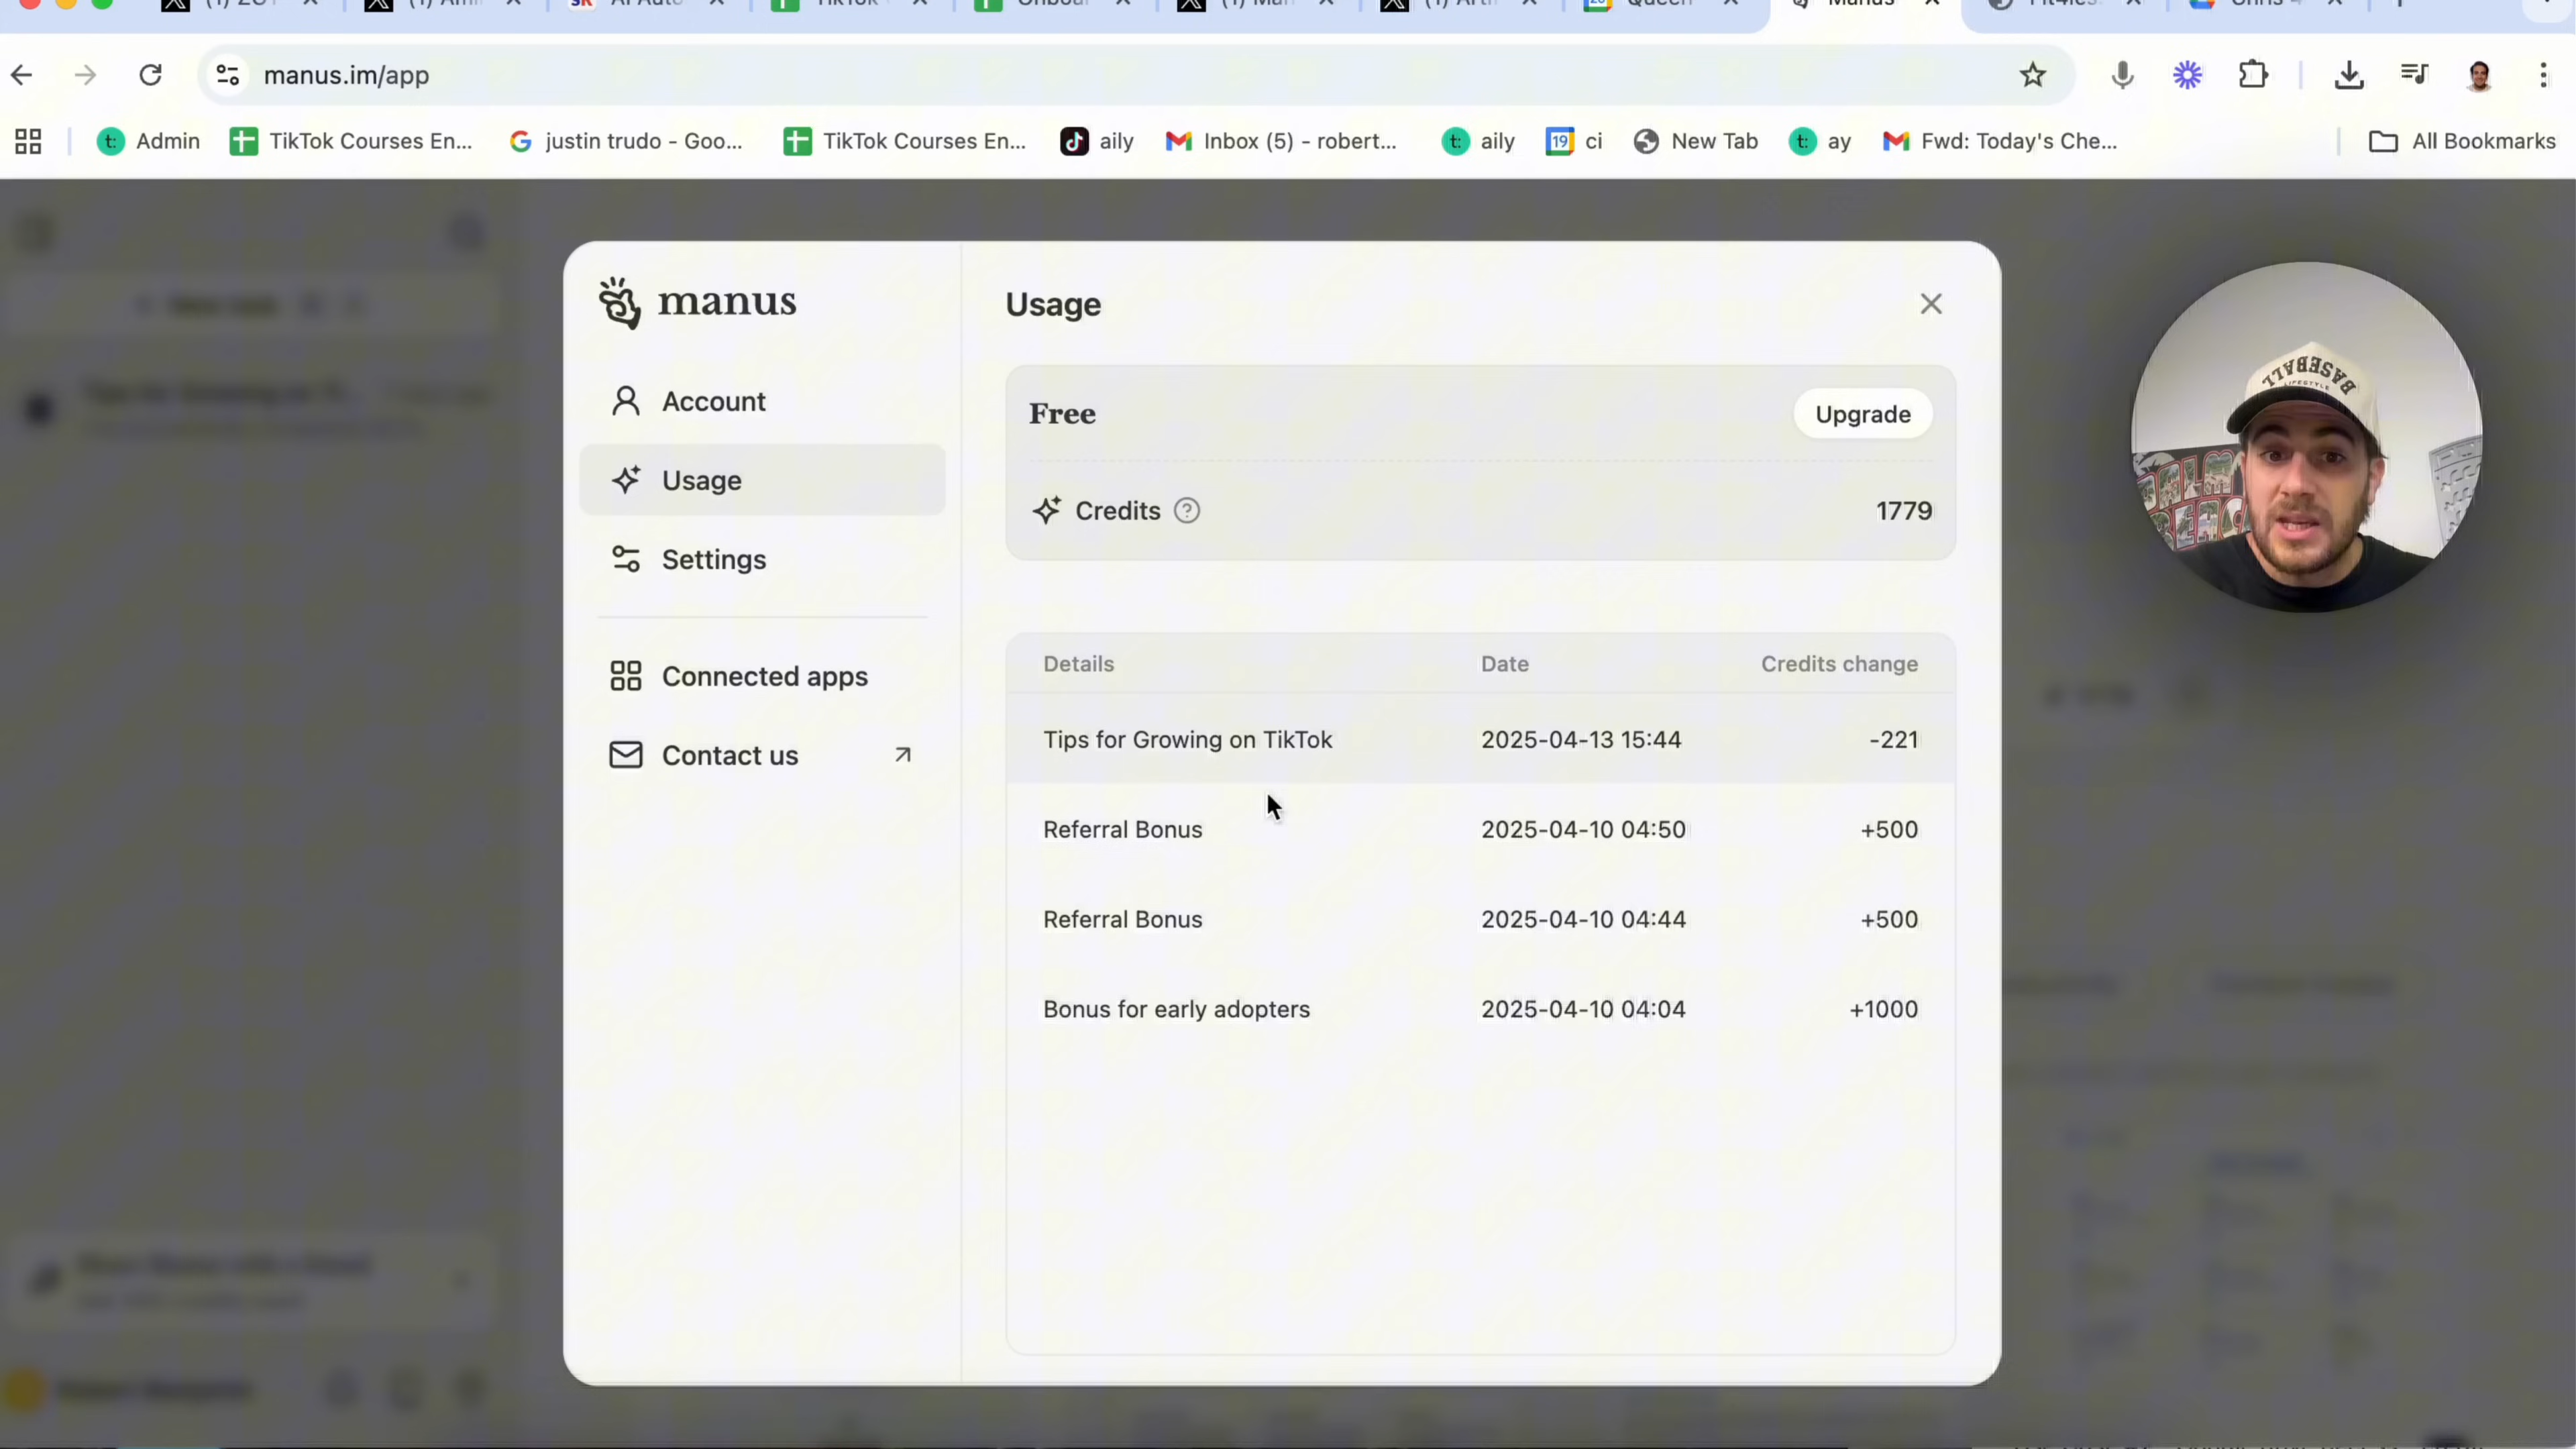 manus.im/app
Admin
TikTok Courses En...
justin trudo - Goo...
TikTok Courses En...
aily
Inbox (5) - robert...
aily
19 ci
New Tab
ay
Fwd: Today's Che...
All Bookmarks
manus
Account
Usage
Settings
Connected apps
Contact us
Usage
Free
Upgrade
Credits
1779
Details Date Credits change
Tips for Growing on TikTok 2025-04-13 15:44 -221
Referral Bonus 2025-04-10 04:50 +500
Referral Bonus 2025-04-10 04:44 +500
Bonus for early adopters 2025-04-10 04:04 +1000
BASEBALL
LIFESTYLE